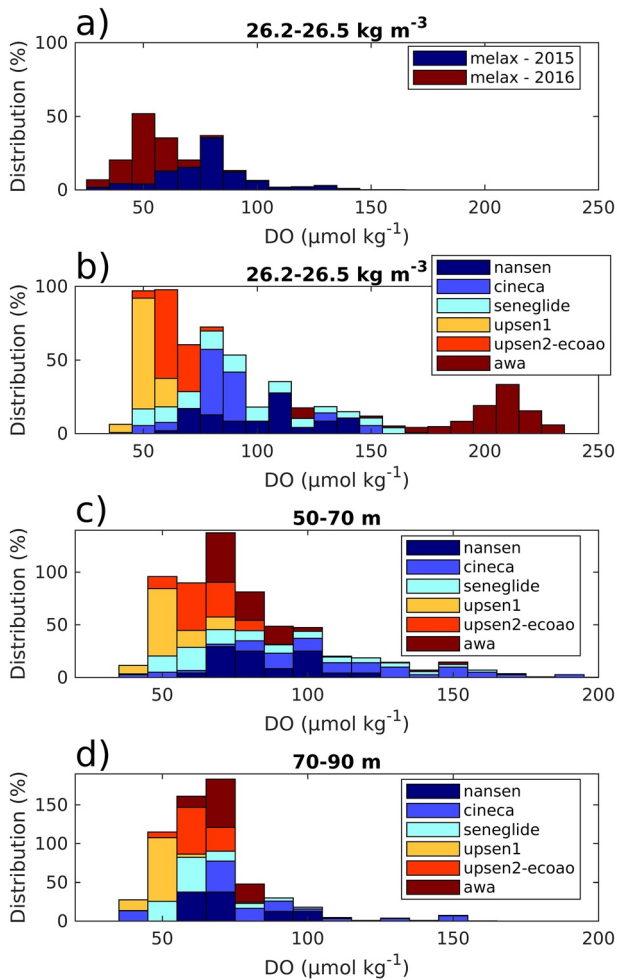 a)
26.2-26.5 kg m-3
Distribution (%)
100
50
0
melax - 2015
melax - 2016
50 100 150 200 250
DO (µmol kg-1)
b)
26.2-26.5 kg m-3
Distribution (%)
100
50
0
nansen
cineca
seneglide
upsen1
upsen2-ecoao
awa
50 100 150 200 250
DO (µmol kg-1)
c)
50-70 m
Distribution (%)
100
50
0
nansen
cineca
seneglide
upsen1
upsen2-ecoao
awa
50 100 150 200
DO (µmol kg-1)
d)
70-90 m
Distribution (%)
150
100
50
0
nansen
cineca
seneglide
upsen1
upsen2-ecoao
awa
50 100 150 200
DO (µmol kg-1)